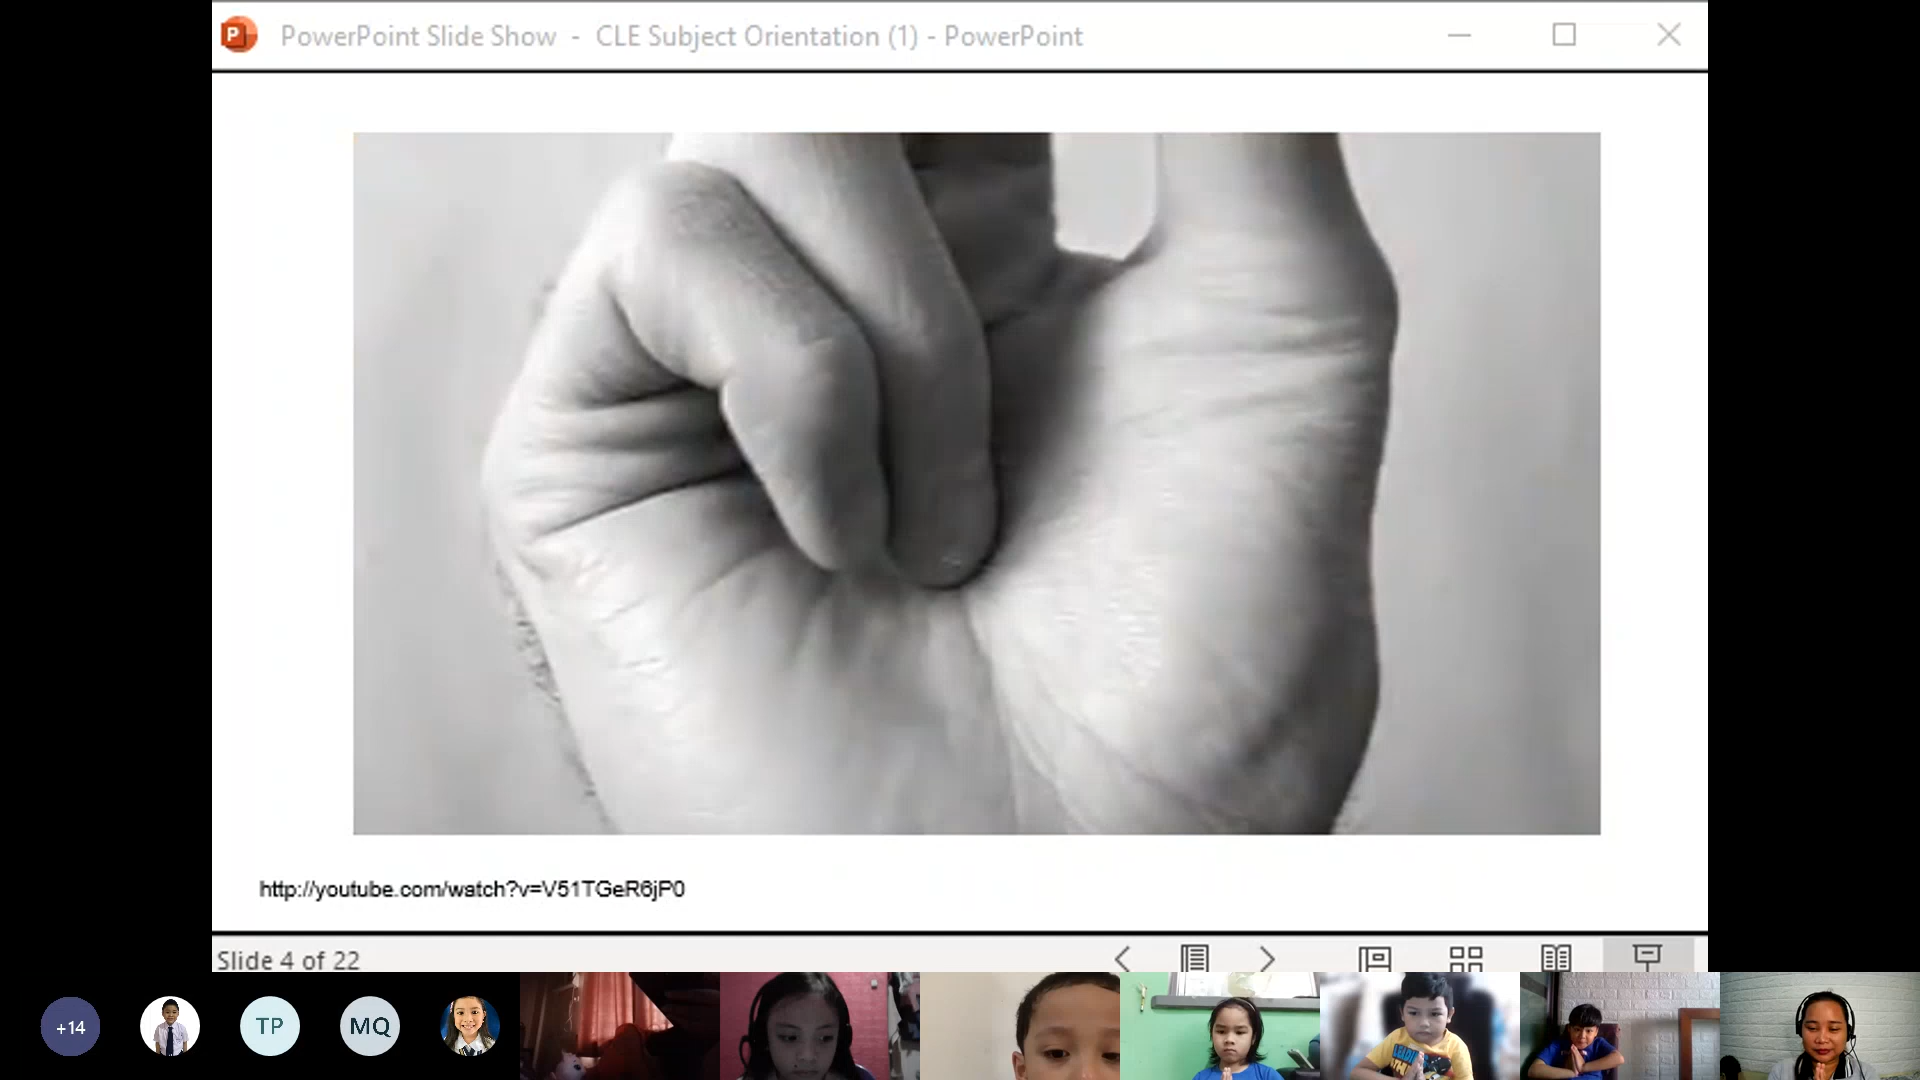 PowerPoint Slide Show - CLE Subject Orientation (1) - PowerPoint
http://youtube.com/watch?v=V51TGeR6jP0
Slide 4 of 22
+14
TP
MQ